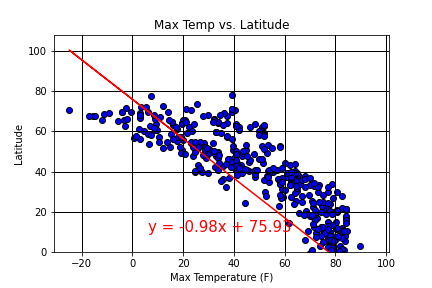 Max Temp vs. Latitude
100
80
60
40
20
0
Latitude
y = -0.98x + 75.93
−20 0 20 40 60 80 100
Max Temperature (F)